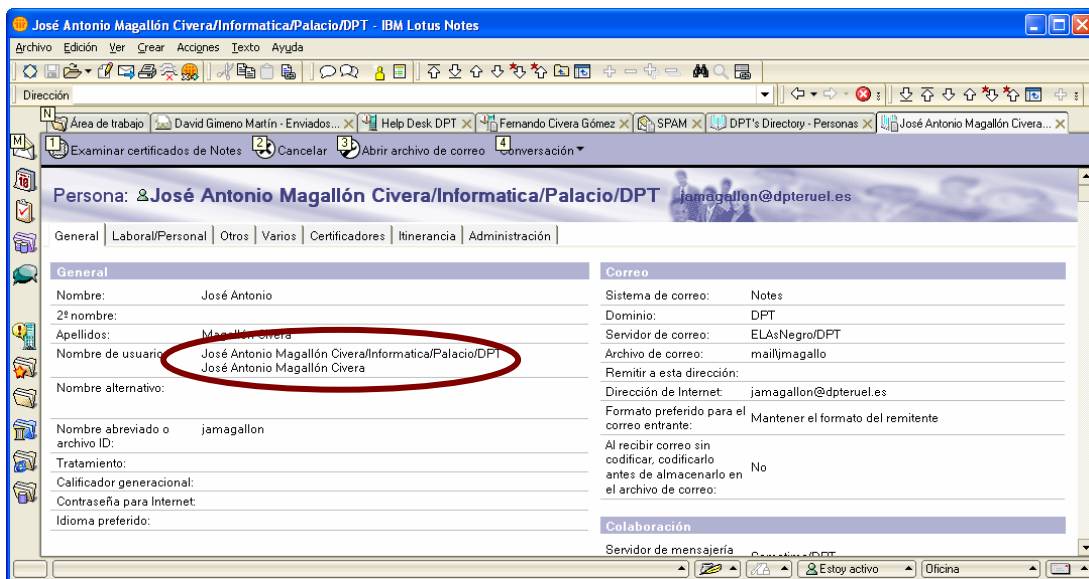 José Antonio Magallón Civera/Informatica/Palacio/DPT - IBM Lotus Notes
Archivo Edición Ver Crear Acciones Texto Ayuda
Dirección
N
Área de trabajo David Gimeno Martín - Enviados... Help Desk DPT Fernando Civera Gómez SPAM DPT's Directory - Personas José Antonio Magallón Civera...
M 1 Examinar certificados de Notes 2 Cancelar 3 Abrir archivo de correo 4 Conversación
Persona: José Antonio Magallón Civera/Informatica/Palacio/DPT jamagallon@dpteruel.es
General Laboral/Personal Otros Varios Certificadores Itinerancia Administración
General
Nombre: José Antonio
2º nombre:
Apellidos: Magallón Civera
Nombre de usuario: José Antonio Magallón Civera/Informatica/Palacio/DPT
José Antonio Magallón Civera
Nombre alternativo:
Nombre abreviado o jamagallon
archivo ID:
Tratamiento:
Calificador generacional:
Contraseña para Internet:
Idioma preferido:
Correo
Sistema de correo: Notes
Dominio: DPT
Servidor de correo: ELAsNegro/DPT
Archivo de correo: mail\jmagallo
Remitir a esta dirección:
Dirección de Internet: jamagallon@dpteruel.es
Formato preferido para el
correo entrante: Mantener el formato del remitente
Al recibir correo sin
codificar, codificarlo
antes de almacenarlo en No
el archivo de correo:
Colaboración
Servidor de mensajería Sametime/DPT
Estoy activo Oficina